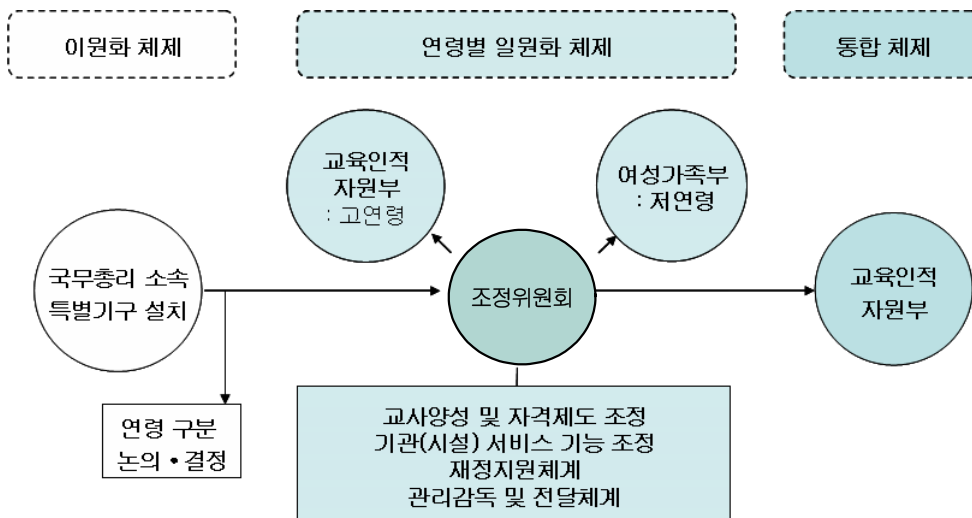 이원화 체제
연령별 일원화 체제
통합 체제
교육인적
자원부
: 고연령
여성가족부
: 저연령
국무총리 소속
특별기구 설치
조정위원회
교육인적
자원부
연령 구분
논의•결정
교사양성 및 자격제도 조정
기관(시설) 서비스 기능 조정
재정지원체계
관리감독 및 전달체계